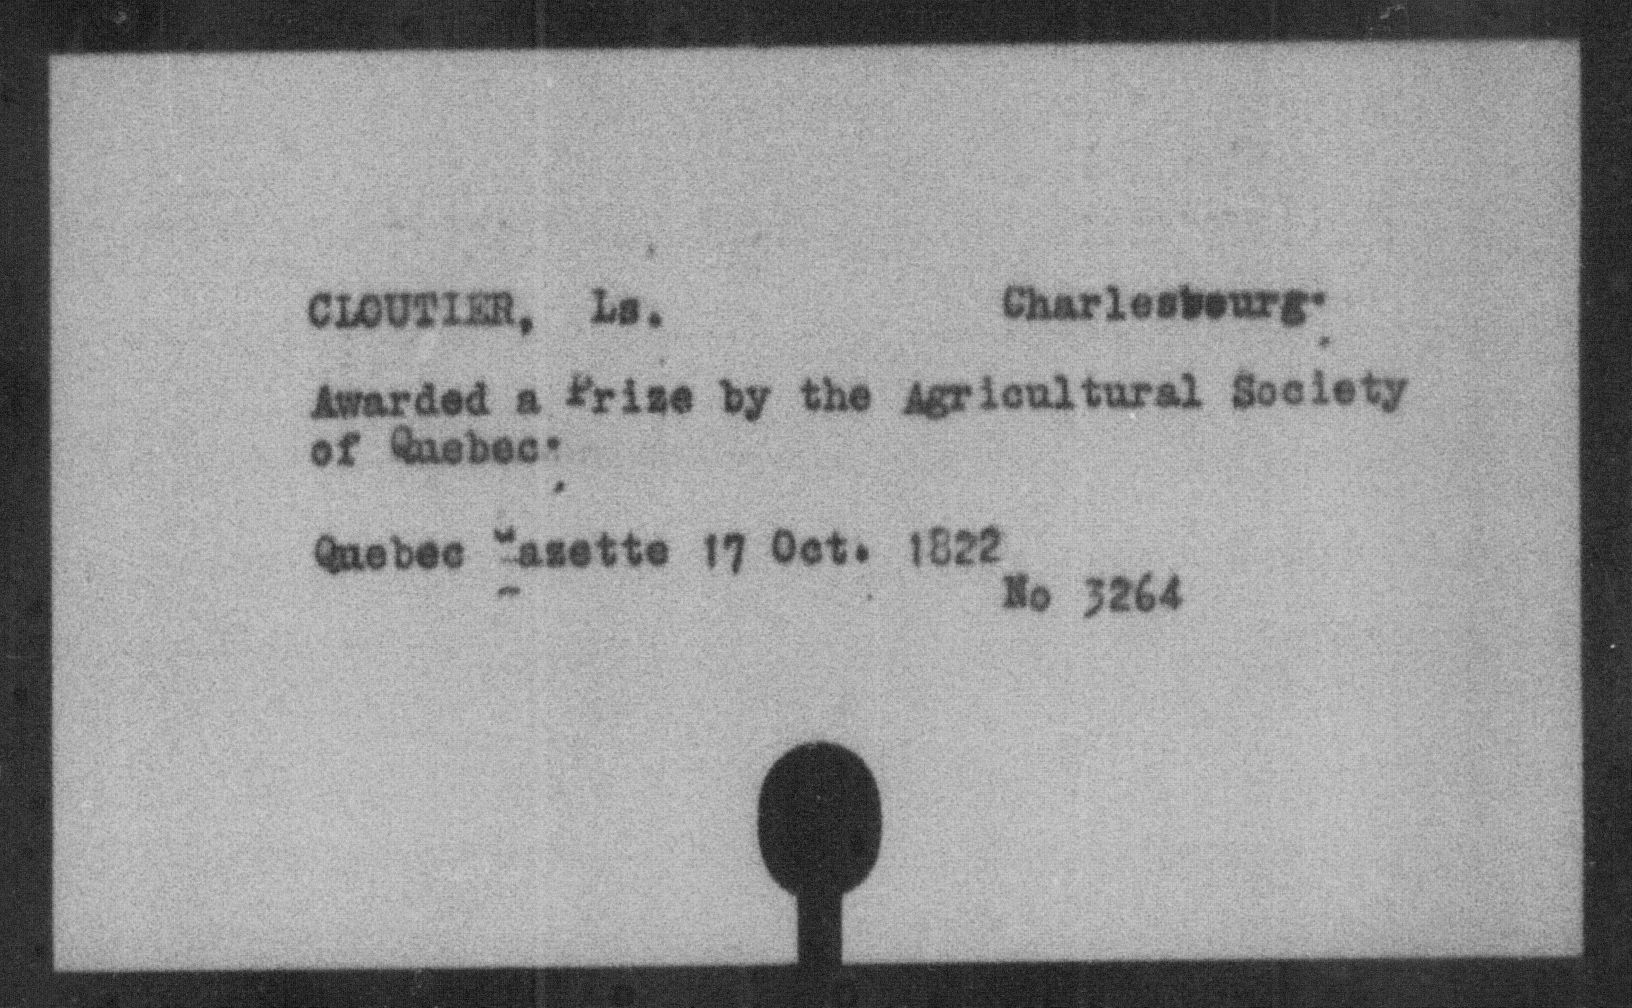 CLOUTIER, Ls. Charlesbourg.
Awarded a Prize by the Agricultural Society
of Quebec.
Quebec Gazette 17 Oct. 1822
No 3264